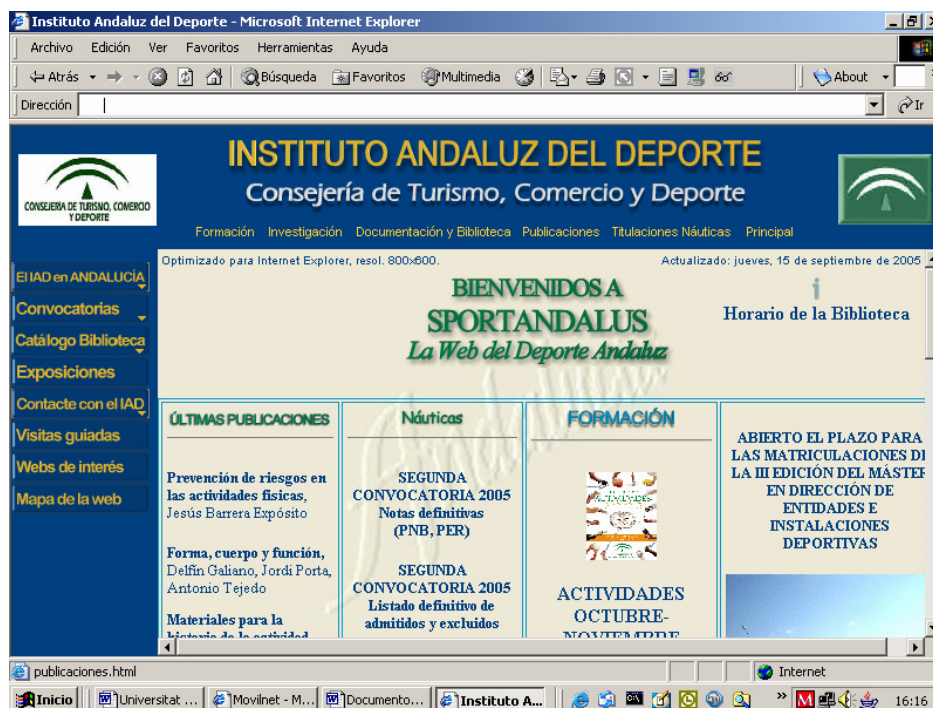 Instituto Andaluz del Deporte - Microsoft Internet Explorer
Archivo Edición Ver Favoritos Herramientas Ayuda
Atrás Búsqueda Favoritos Multimedia About
Dirección Ir
CONSEJERIA DE TURISMO, COMERCIO
Y DEPORTE
INSTITUTO ANDALUZ DEL DEPORTE
Consejería de Turismo, Comercio y Deporte
Formación Investigación Documentación y Biblioteca Publicaciones Titulaciones Náuticas Principal
El IAD en ANDALUCÍA
Convocatorias
Catálogo Biblioteca
Exposiciones
Contacte con el IAD
Visitas guiadas
Webs de interés
Mapa de la web
Optimizado para Internet Explorer, resol. 800x600.
Actualizado: jueves, 15 de septiembre de 2005
BIENVENIDOS A
SPORTANDALUS
La Web del Deporte Andaluz
i
Horario de la Biblioteca
ÚLTIMAS PUBLICACIONES
Prevención de riesgos en
las actividades físicas,
Jesús Barrera Expósito
Forma, cuerpo y función,
Delfín Galiano, Jordi Porta,
Antonio Tejedo
Materiales para la
historia de la actividad
Náuticas
SEGUNDA
CONVOCATORIA 2005
Notas definitivas
(PNB, PER)
SEGUNDA
CONVOCATORIA 2005
Listado definitivo de
admitidos y excluidos
FORMACIÓN
ACTIVIDADES
ACTIVIDADES
OCTUBRE-
NOVIEMBRE
ABIERTO EL PLAZO PARA
LAS MATRICULACIONES DE
LA III EDICIÓN DEL MÁSTER
EN DIRECCIÓN DE
ENTIDADES E
INSTALACIONES
DEPORTIVAS
publicaciones.html Internet
Inicio Universitat ... Movilnet - M... Documento... Instituto A... » 16:16